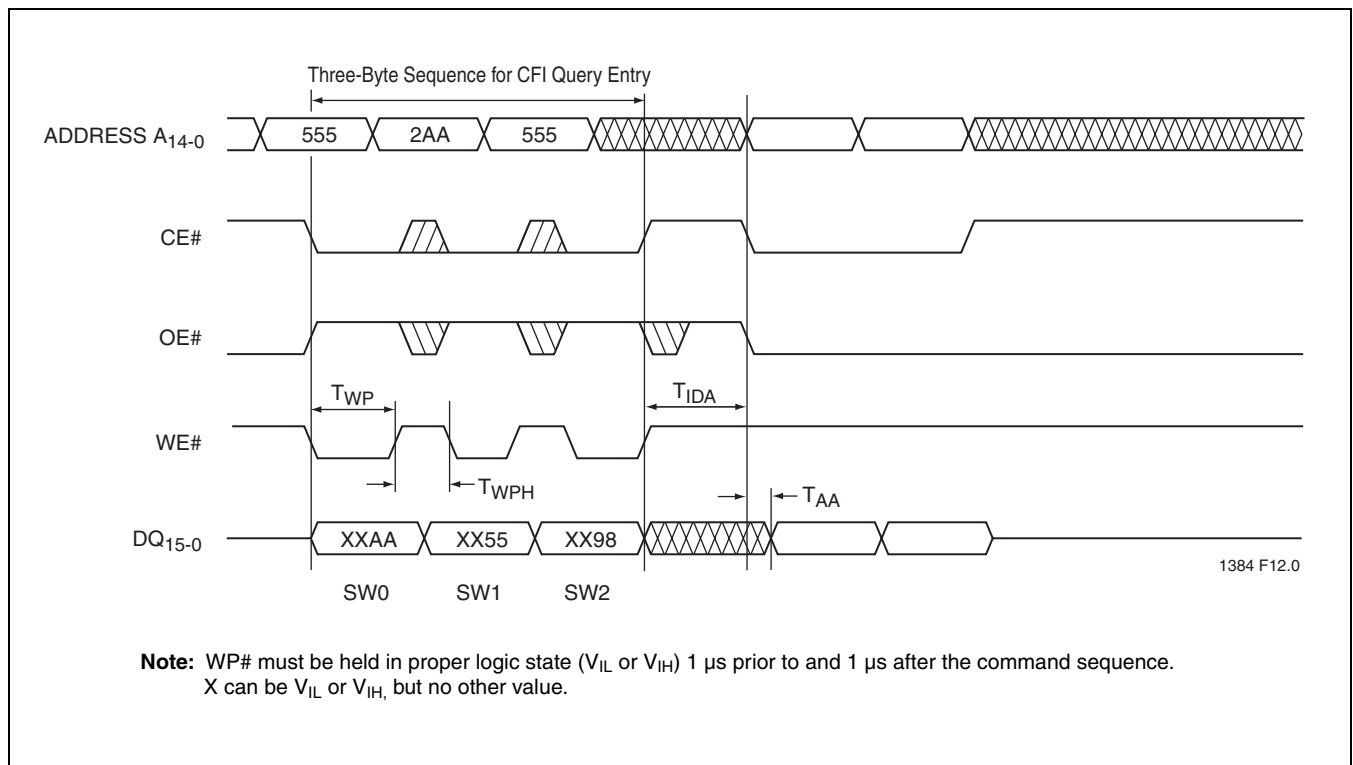 Three-Byte Sequence for CFI Query Entry
ADDRESS A14-0
555 2AA 555
CE#
OE#
TWP
TIDA
WE#
TWPH
TAA
DQ15-0
XXAA XX55 XX98
1384 F12.0
SW0 SW1 SW2
Note: WP# must be held in proper logic state (VIL or VIH) 1 µs prior to and 1 µs after the command sequence.
X can be VIL or VIH, but no other value.